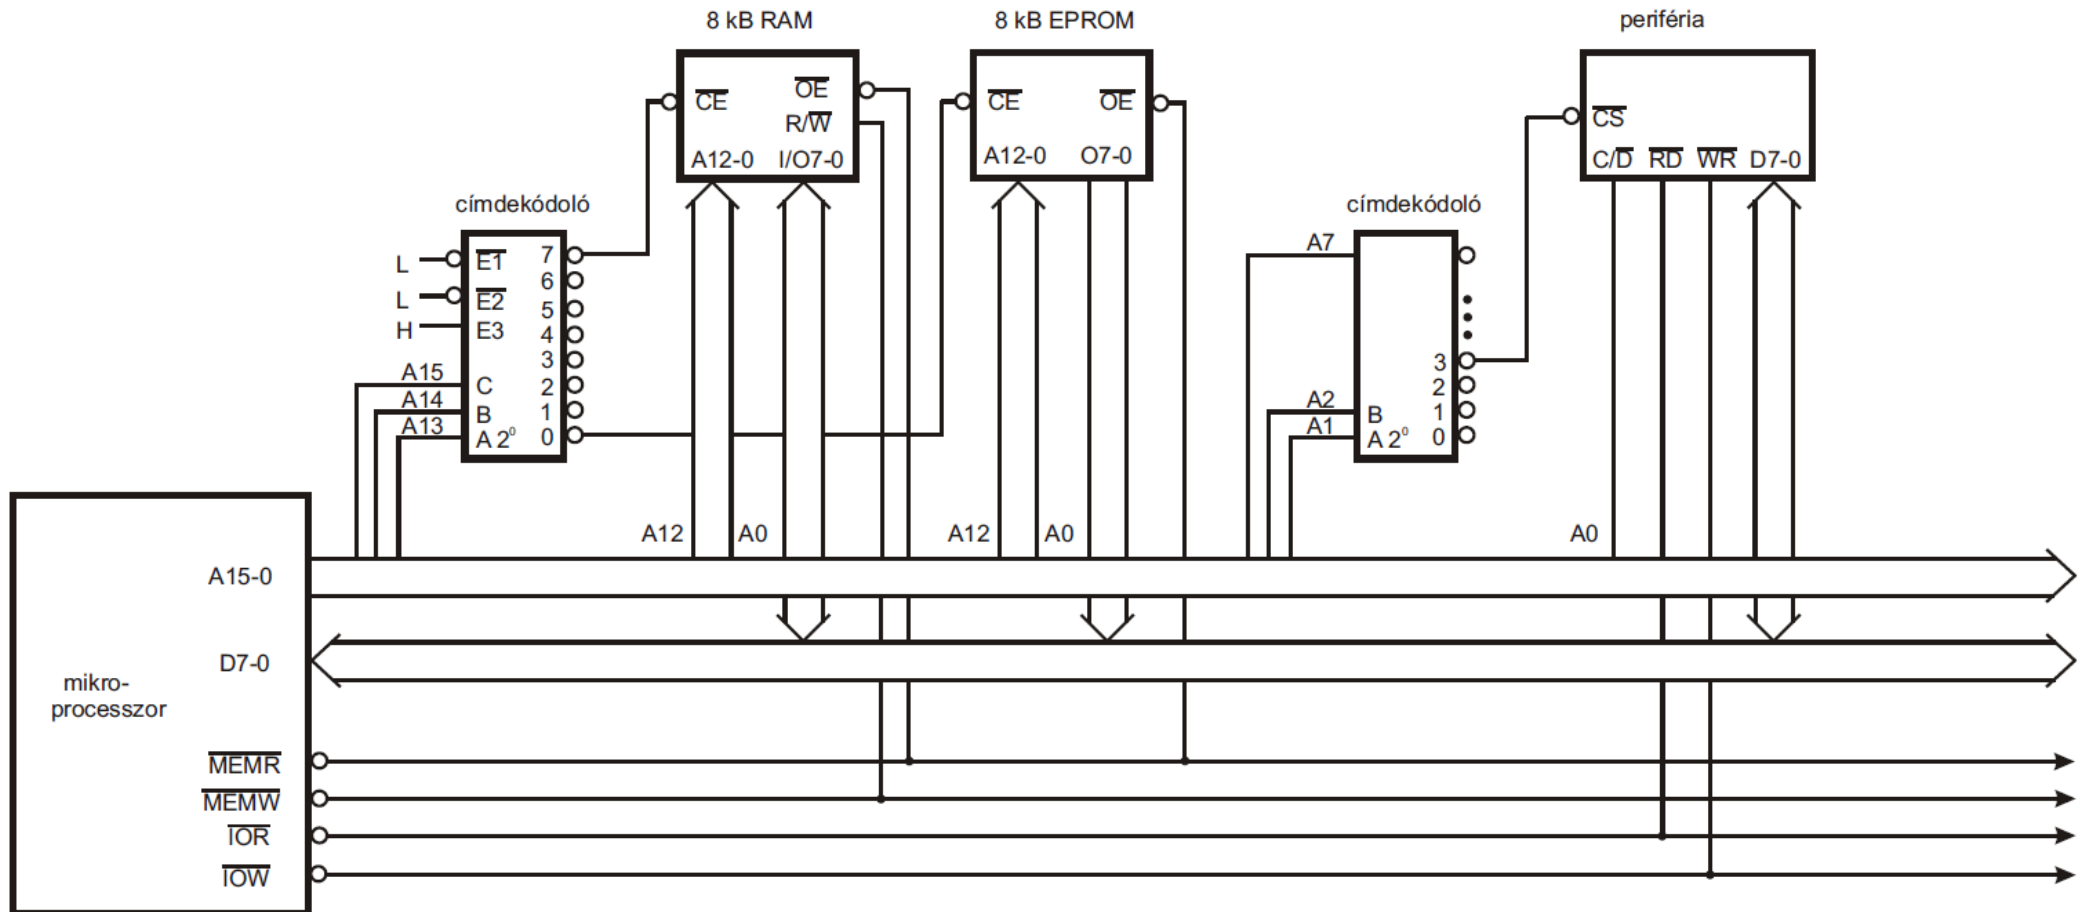 8 kB RAM
8 kB EPROM
periféria
CE
OE
R/W
A12-0 I/O7-0
CE
OE
A12-0 O7-0
CS
C/D RD WR D7-0
címdekódoló
L
E1
L
E2
H
E3
7
6
5
4
3
2
1
0
A15
C
A14
B
A13
A 2⁰
címdekódoló
A7
3
2
1
0
A2
B
A1
A 2⁰
A12
A0
A12
A0
A0
A15-0
D7-0
mikro-
processzor
MEMR
MEMW
IOR
IOW